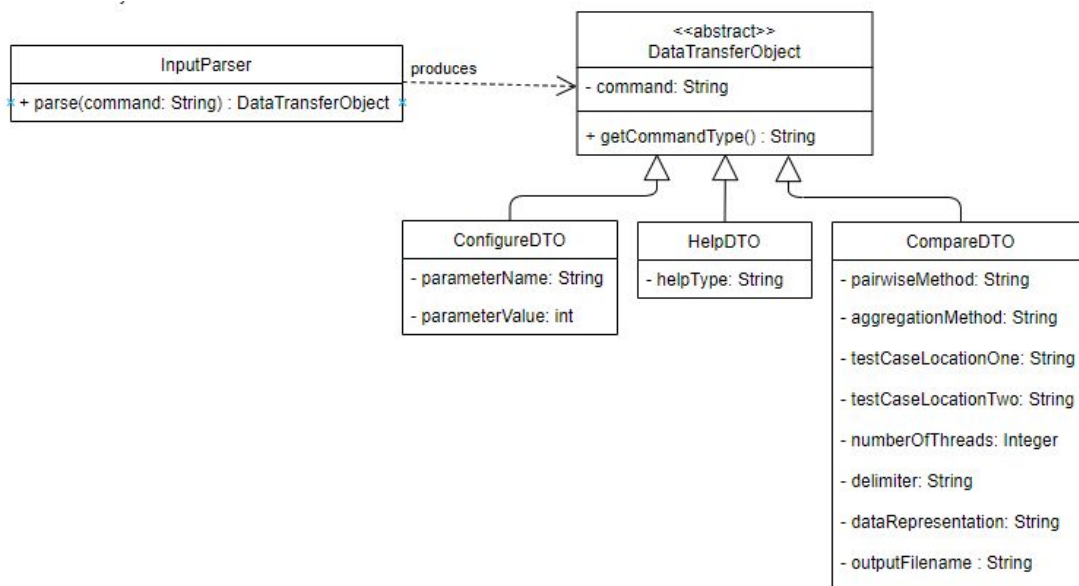 <<abstract>>
DataTransferObject
InputParser
produces
- command: String
+ parse(command: String) : DataTransferObject
+ getCommandType() : String
ConfigureDTO
- parameterName: String
- parameterValue: int
HelpDTO
- helpType: String
CompareDTO
- pairwiseMethod: String
- aggregationMethod: String
- testCaseLocationOne: String
- testCaseLocationTwo: String
- numberOfThreads: Integer
- delimiter: String
- dataRepresentation: String
- outputFilename : String